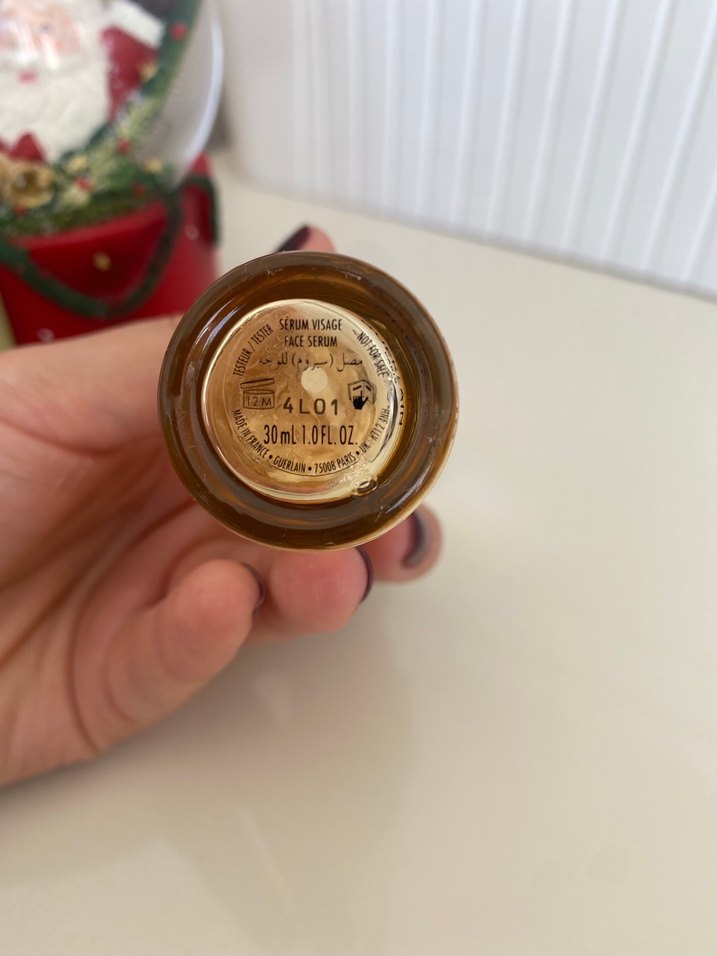 TESTEUR / TESTER
SÉRUM VISAGE
FACE SERUM
NOT FOR SALE
مصل (سيروم) للوجه
12 M
4L01
30 mL 1.0 FL. OZ.
MADE IN FRANCE • GUERLAIN • 75008 PARIS • UK